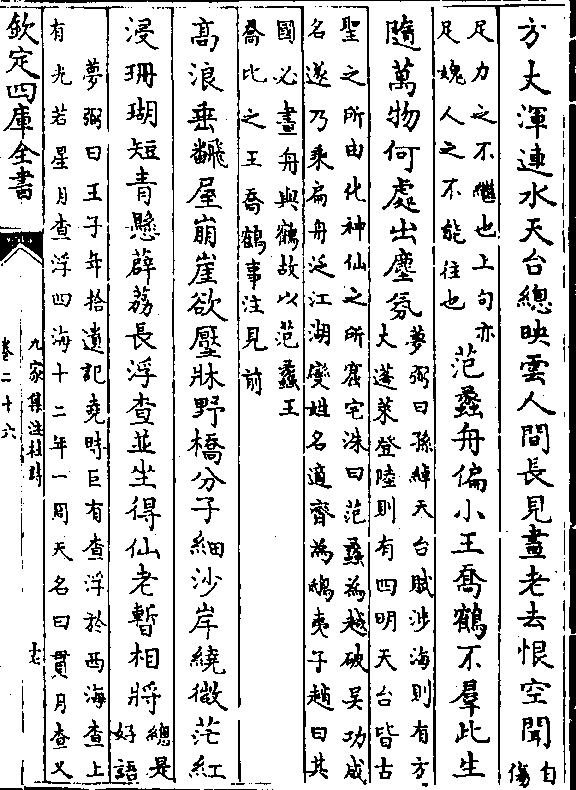 方丈渾連水天台總映雲人間長見畫老去恨空聞自
傷
足力之不繼也上句亦
足媿人之不能往也
范蠡舟偏小王喬鶴不羣此生
隨萬物何處出塵氛
夢弼曰孫綽天台賦涉海則有方
丈蓬萊登陸則有四明天台皆古
聖之所由化神仙之所窟宅洙曰范蠡為越破吳功成
名遂乃乘扁舟泛江湖變姓名適齊為鴟夷子趙曰其
國必畫舟與鶴故以范蠡王
喬比之王喬鶴事注見前
髙浪垂飜屋崩崖欲壓牀野橋分子細沙岸繞微茫紅
浸珊瑚短青懸薜荔長浮查並坐得仙老暫相將
總是
好語
夢弼曰王子年拾遺記堯時巨有查浮於西海查上
有光若星月查浮四海十二年一周天名曰貫月查又
欽定四庫全書
九家集注杜詩
卷二十六
十七